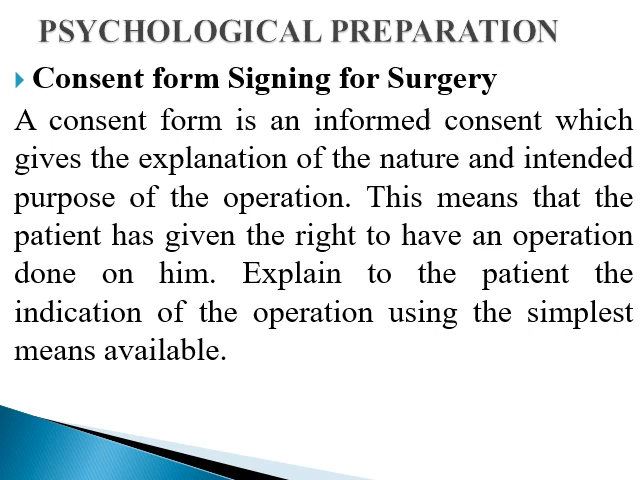 PSYCHOLOGICAL PREPARATION
Consent form Signing for Surgery
A consent form is an informed consent which
gives the explanation of the nature and intended
purpose of the operation. This means that the
patient has given the right to have an operation
done on him. Explain to the patient the
indication of the operation using the simplest
means available.